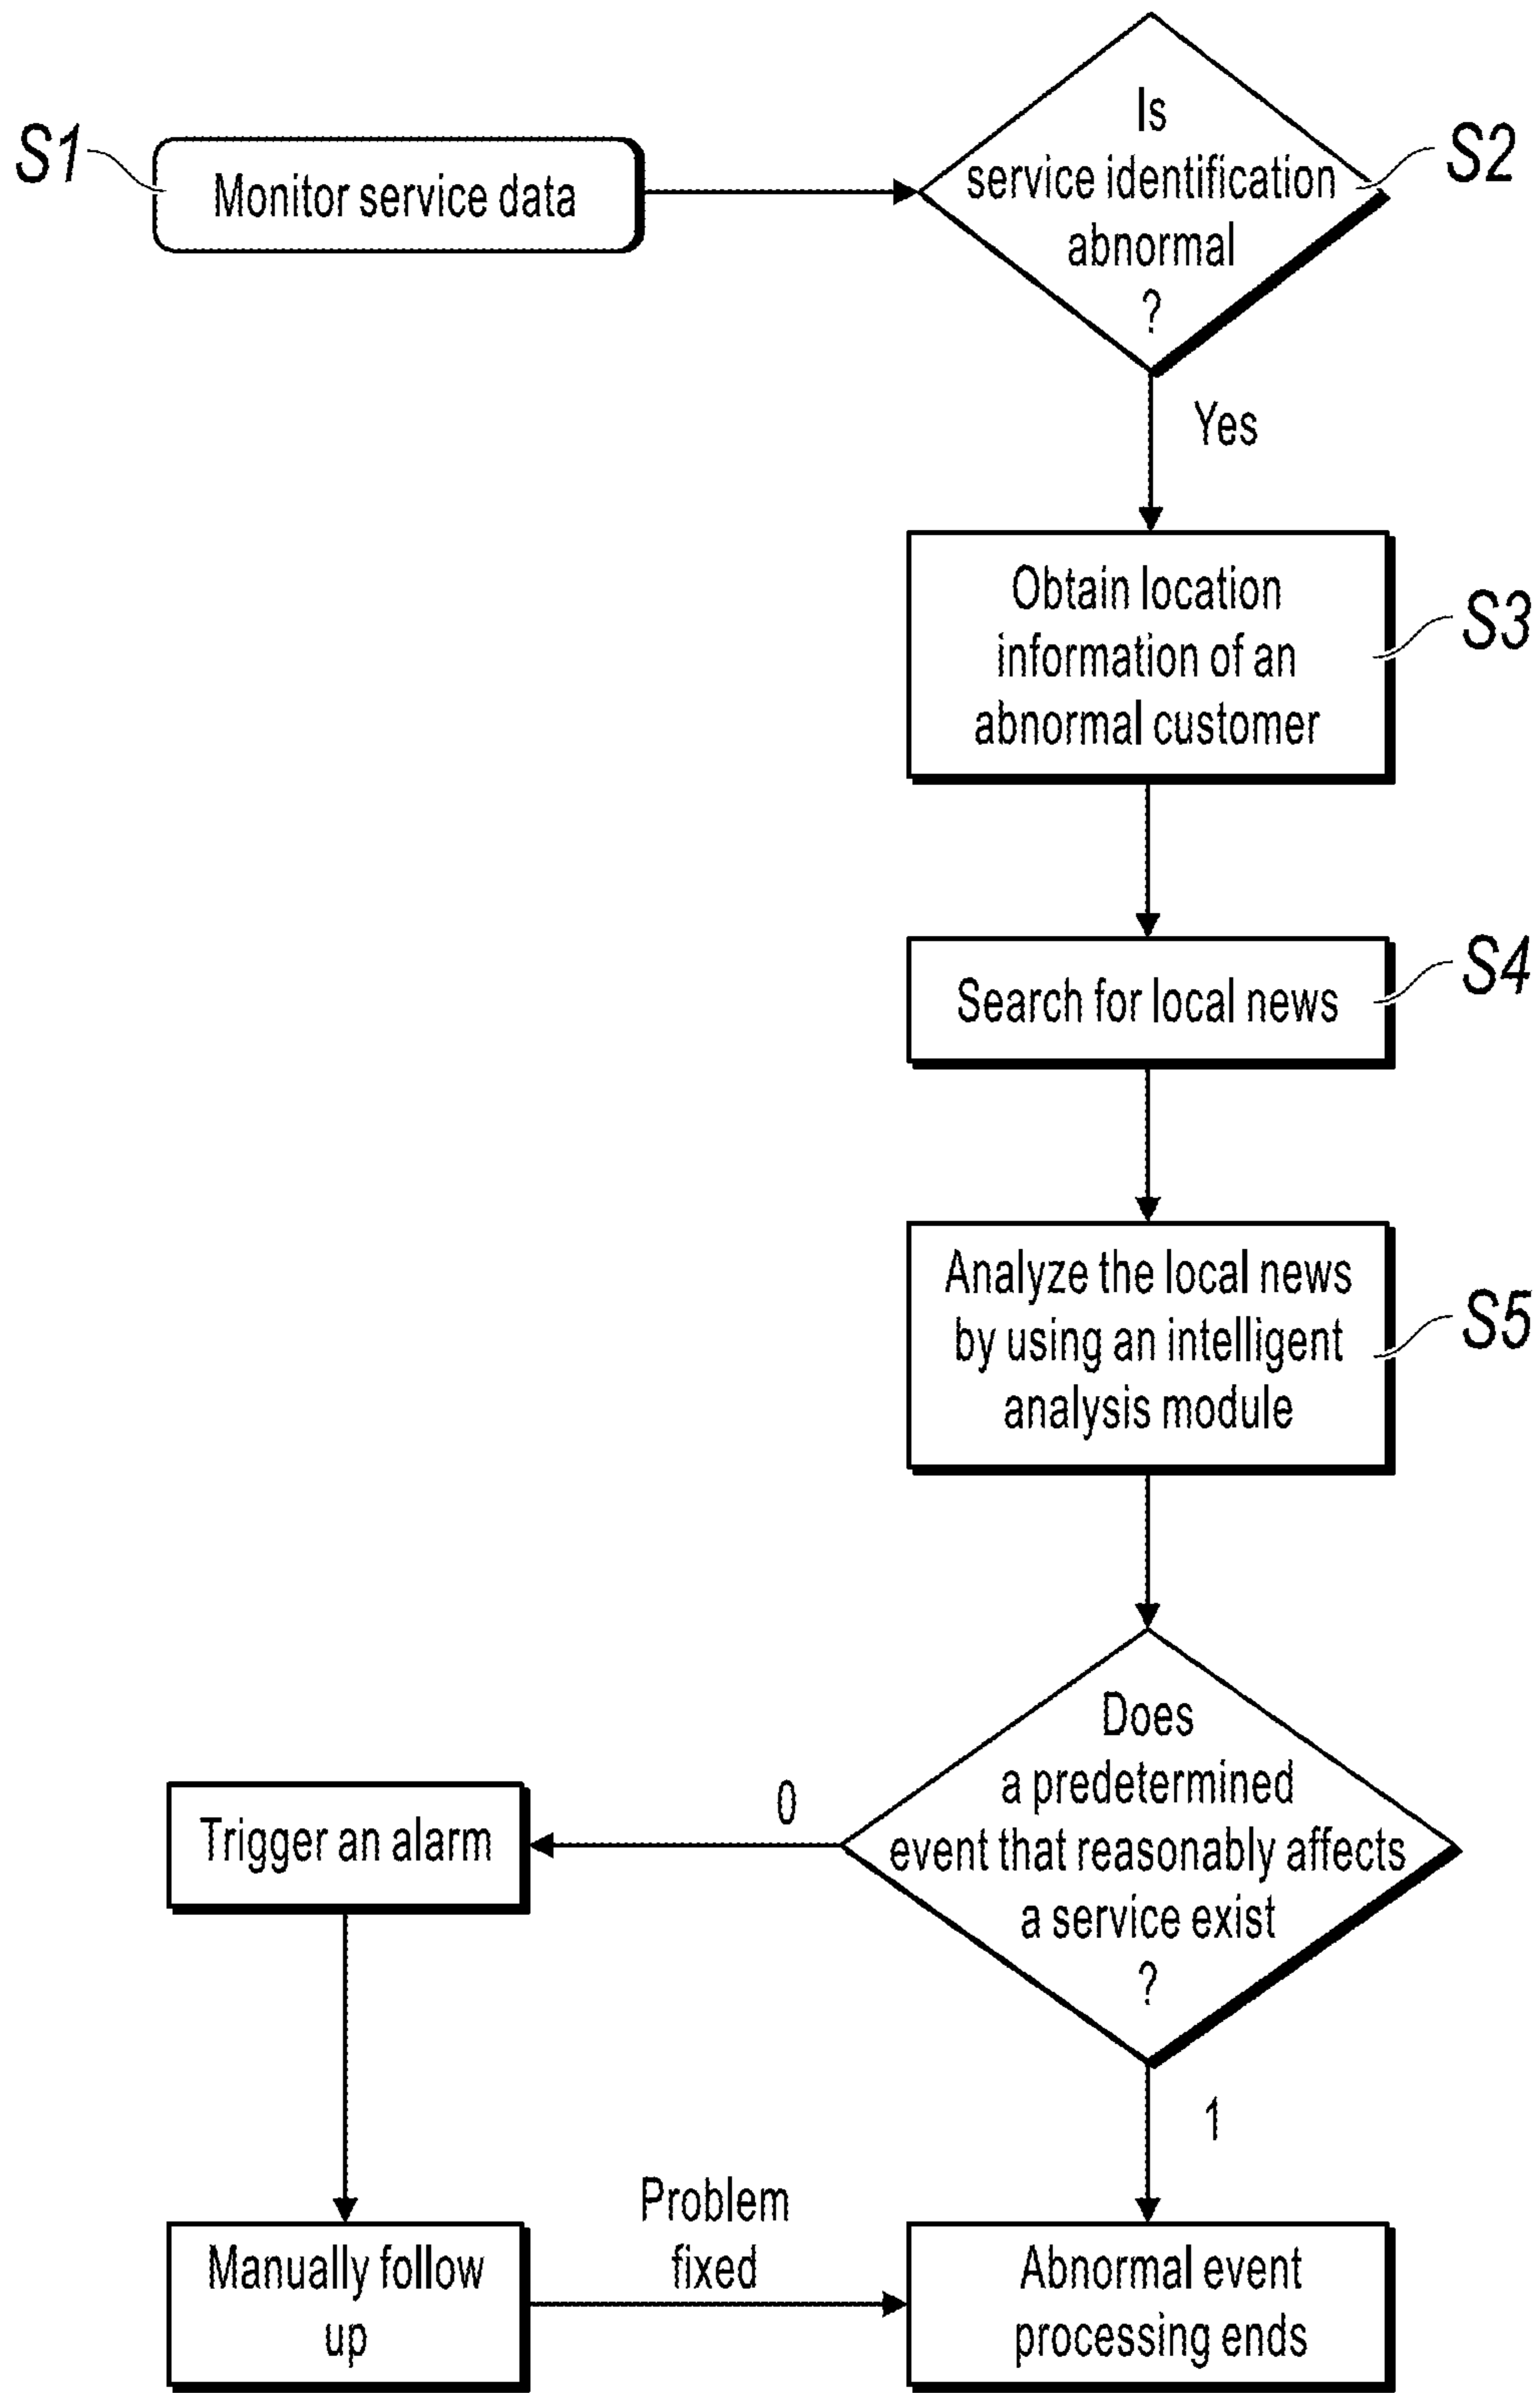 S1
Monitor service data
Is
service identification
abnormal
?
S2
Yes
Obtain location
information of an
abnormal customer
S3
Search for local news
S4
Analyze the local news
by using an intelligent
analysis module
S5
Does
a predetermined
event that reasonably affects
a service exist
?
0
Trigger an alarm
1
Manually follow
up
Problem
fixed
Abnormal event
processing ends